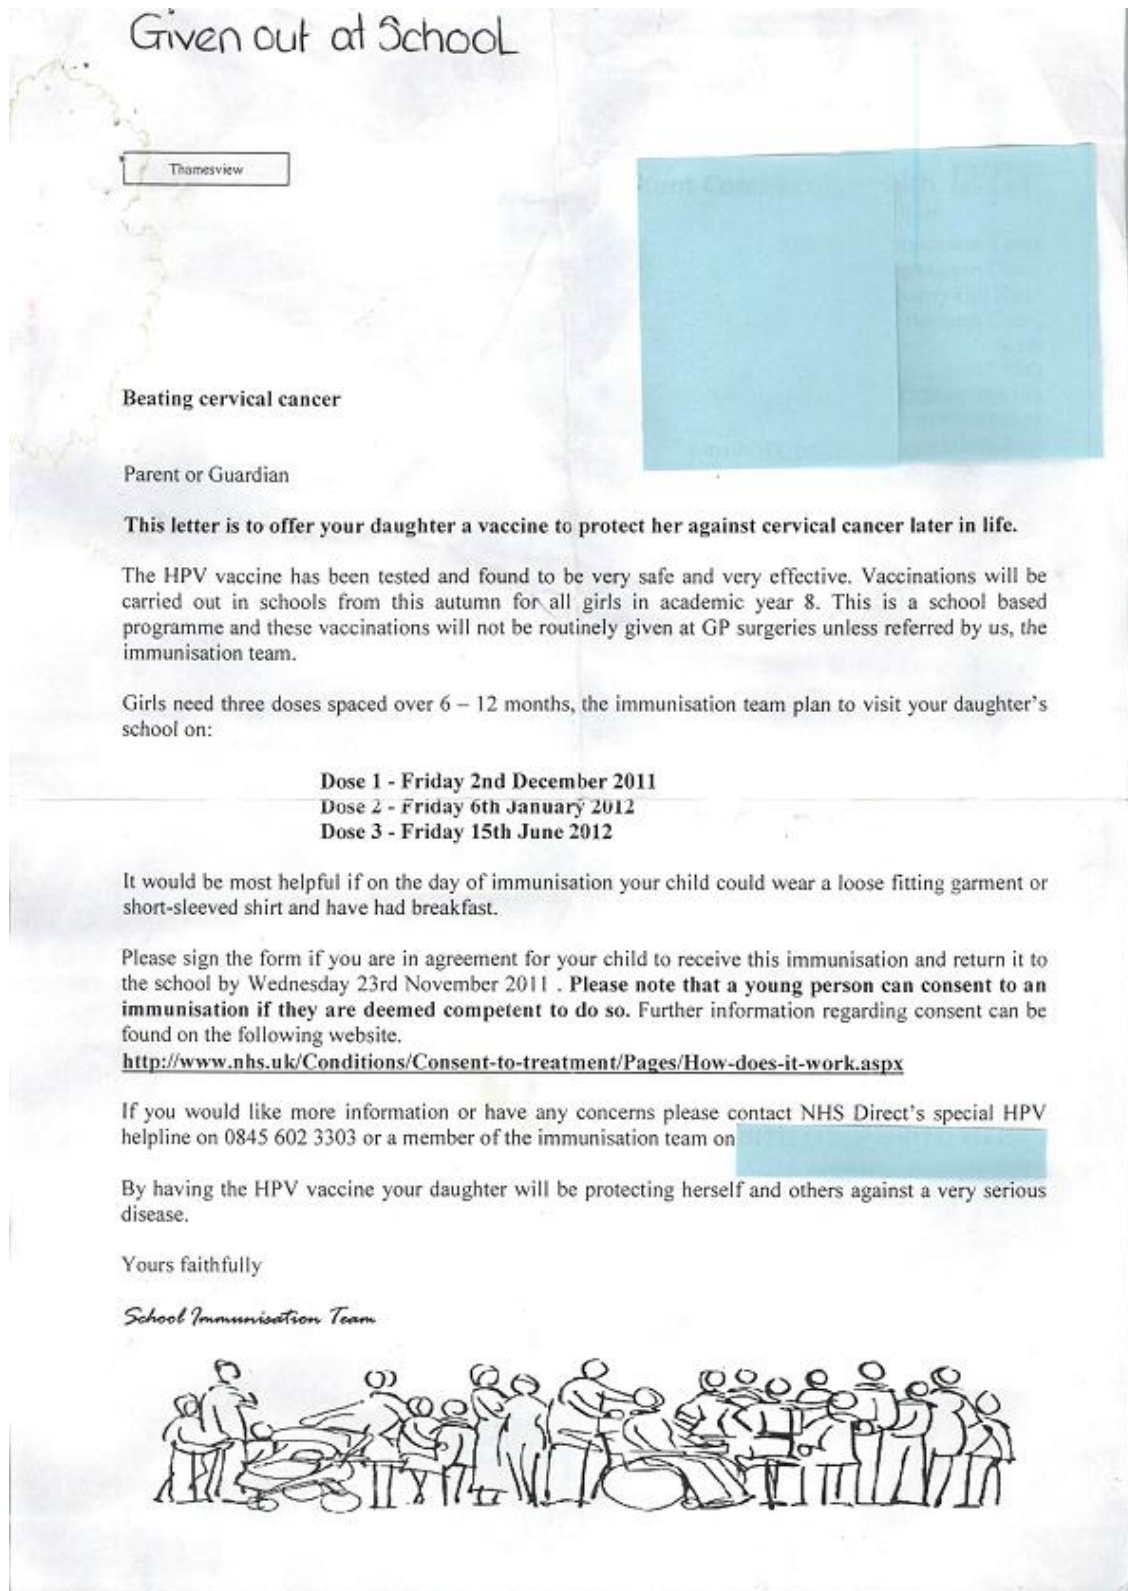 Given out at School
Thamesview
Beating cervical cancer
Parent or Guardian
This letter is to offer your daughter a vaccine to protect her against cervical cancer later in life.
The HPV vaccine has been tested and found to be very safe and very effective. Vaccinations will be
carried out in schools from this autumn for all girls in academic year 8. This is a school based
programme and these vaccinations will not be routinely given at GP surgeries unless referred by us, the
immunisation team.
Girls need three doses spaced over 6 – 12 months, the immunisation team plan to visit your daughter's
school on:
Dose 1 - Friday 2nd December 2011
Dose 2 - Friday 6th January 2012
Dose 3 - Friday 15th June 2012
It would be most helpful if on the day of immunisation your child could wear a loose fitting garment or
short-sleeved shirt and have had breakfast.
Please sign the form if you are in agreement for your child to receive this immunisation and return it to
the school by Wednesday 23rd November 2011 . Please note that a young person can consent to an
immunisation if they are deemed competent to do so. Further information regarding consent can be
found on the following website.
http://www.nhs.uk/Conditions/Consent-to-treatment/Pages/How-does-it-work.aspx
If you would like more information or have any concerns please contact NHS Direct's special HPV
helpline on 0845 602 3303 or a member of the immunisation team on
By having the HPV vaccine your daughter will be protecting herself and others against a very serious
disease.
Yours faithfully
School Immunisation Team